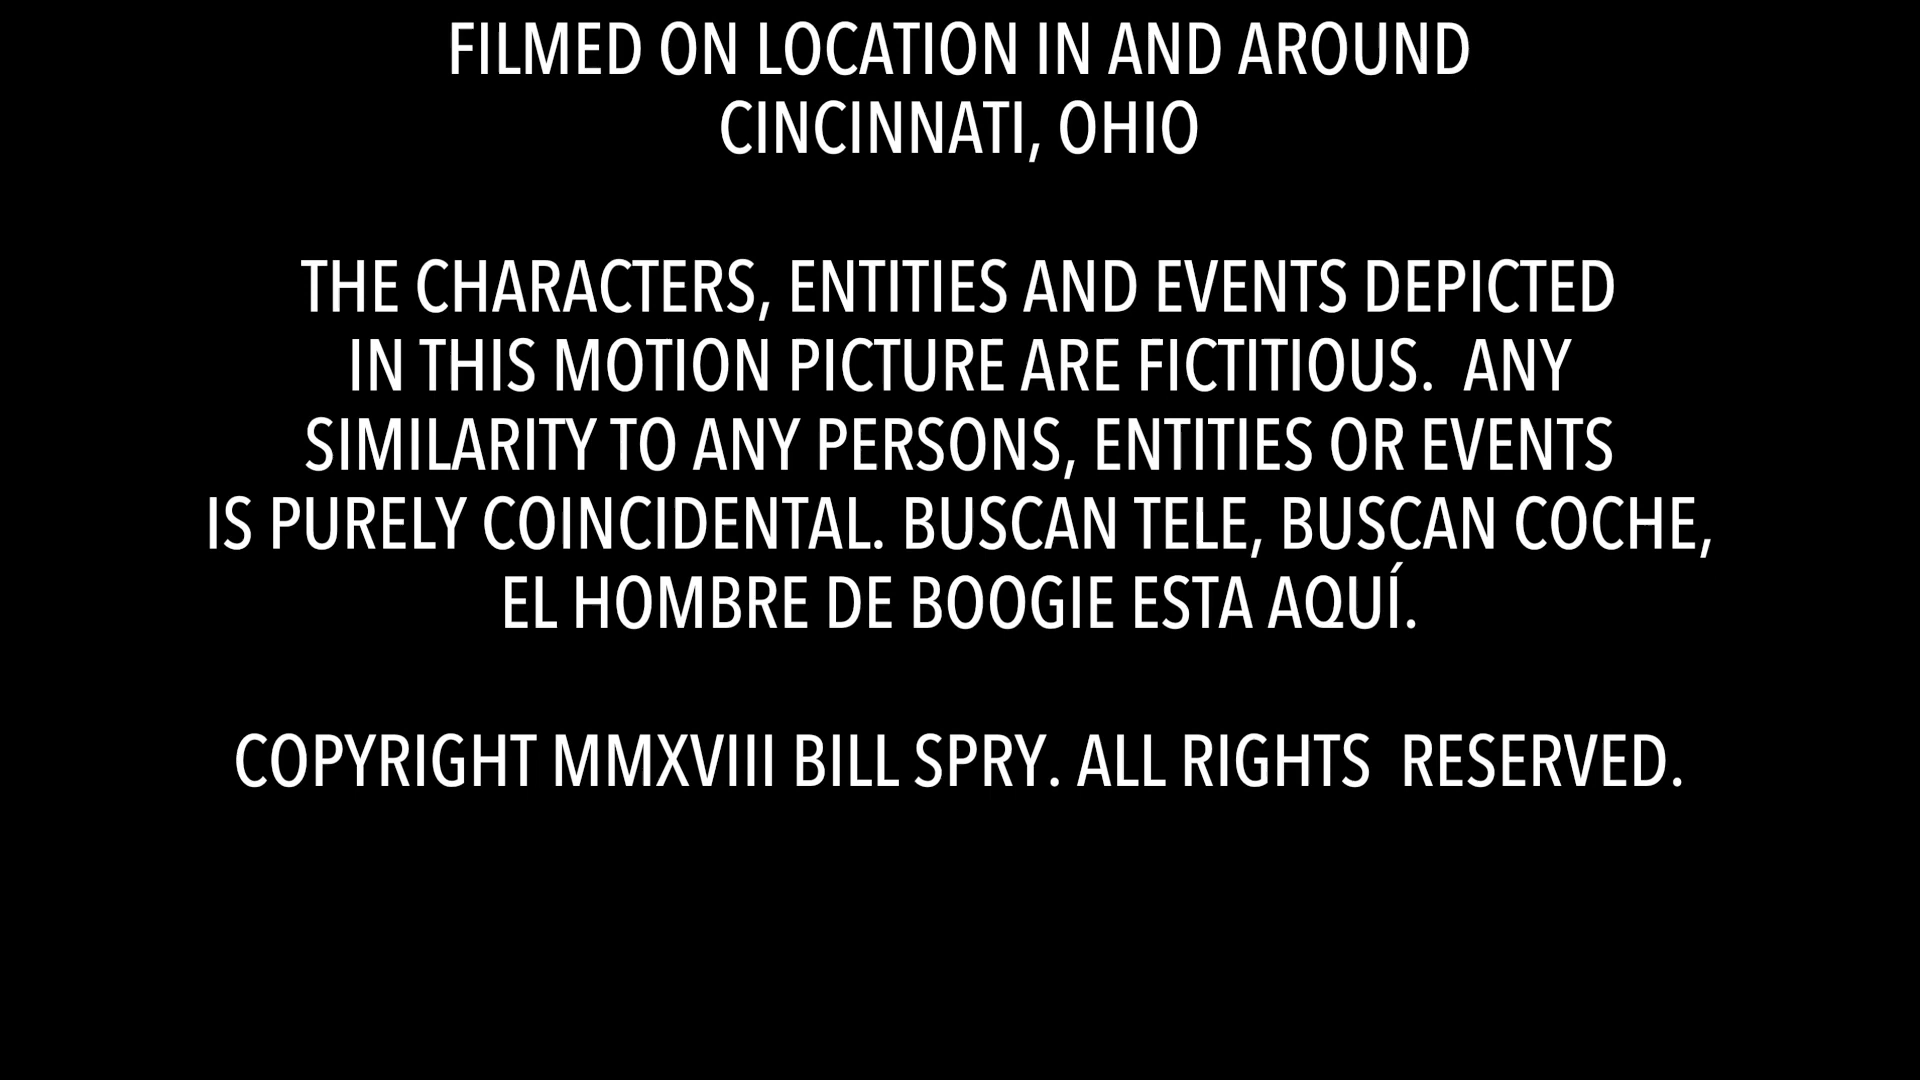 FILMED ON LOCATION IN AND AROUND
CINCINNATI, OHIO
THE CHARACTERS, ENTITIES AND EVENTS DEPICTED
IN THIS MOTION PICTURE ARE FICTITIOUS.  ANY
SIMILARITY TO ANY PERSONS, ENTITIES OR EVENTS
IS PURELY COINCIDENTAL. BUSCAN TELE, BUSCAN COCHE,
EL HOMBRE DE BOOGIE ESTA AQUÍ.
COPYRIGHT MMXVIII BILL SPRY. ALL RIGHTS  RESERVED.